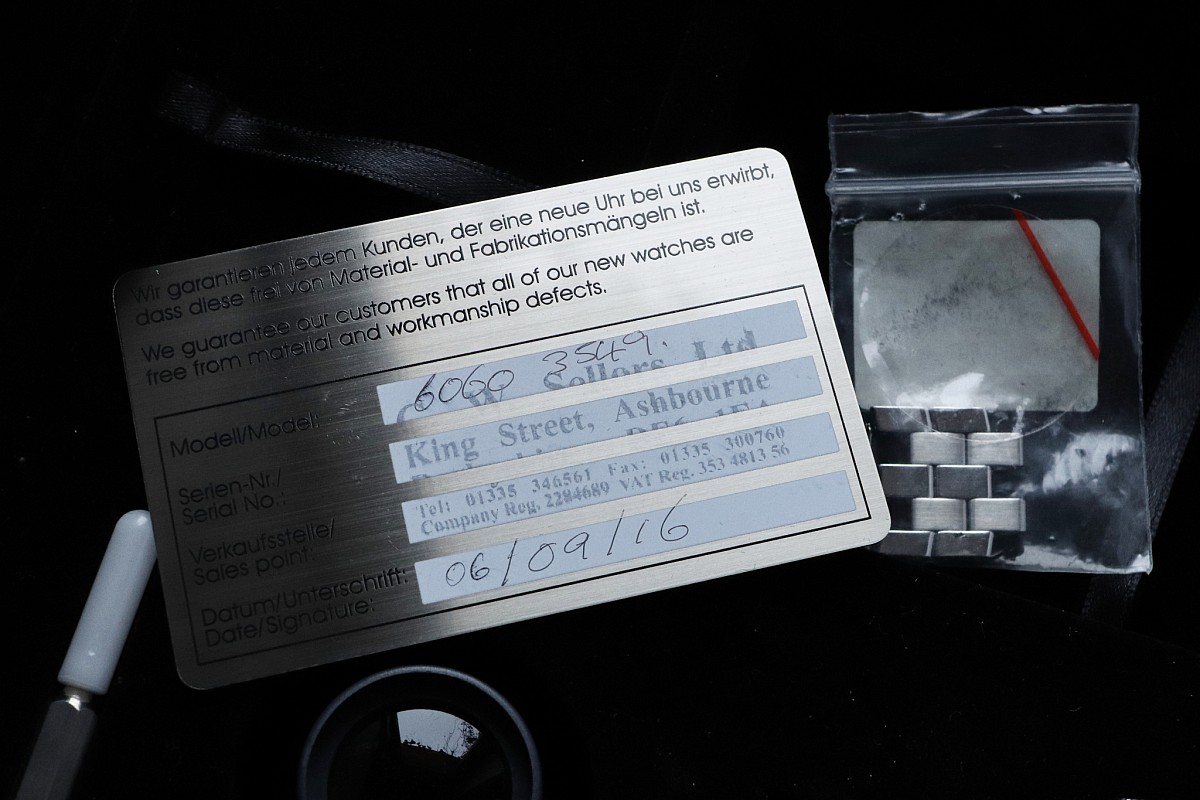 Wir garantieren jedem Kunden, der eine neue Uhr bei uns erwirbt,
dass diese frei von Material- und Fabrikationsmängeln ist.
We guarantee our customers that all of our new watches are
free from material and workmanship defects.
Modell/Model:
6060 3549.
C. W. Sellors Ltd
Serien-Nr./
Serial No.:
King Street, Ashbourne
Verkaufsstelle/
Sales point:
Tel: 01335 346561 Fax: 01335 300760
Company Reg. 2284689 VAT Reg. 353 4813 56
Datum/Unterschrift:
Date/Signature:
06/09/16